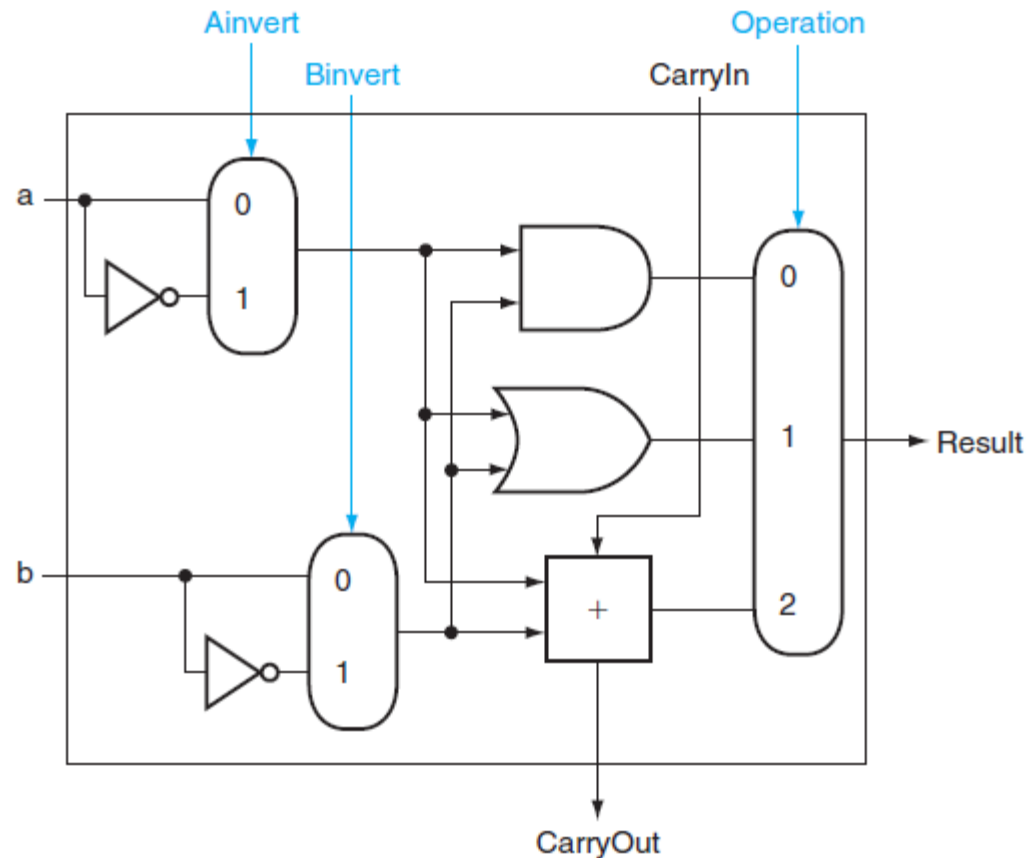 Ainvert
Operation
Binvert
CarryIn
a
0
1
0
1
Result
b
0
1
+
2
CarryOut